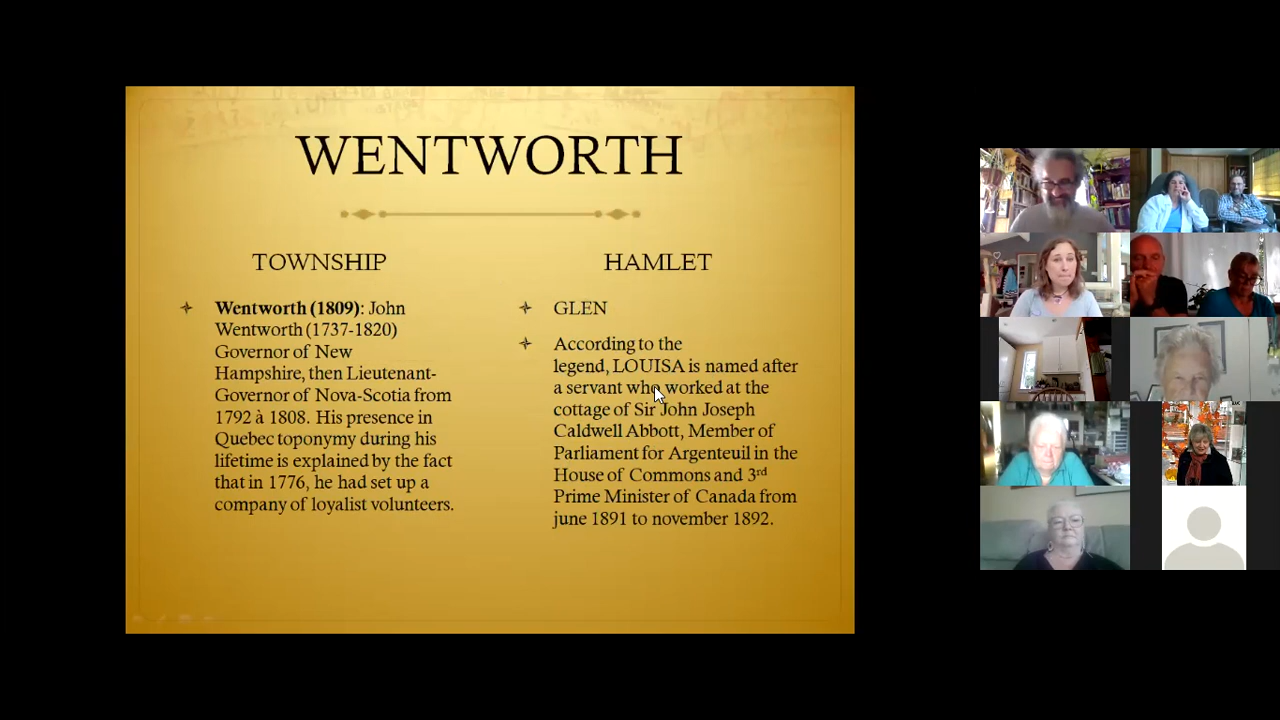 WENTWORTH
TOWNSHIP
Wentworth (1809): John
Wentworth (1737-1820)
Governor of New
Hampshire, then Lieutenant-
Governor of Nova-Scotia from
1792 à 1808. His presence in
Quebec toponymy during his
lifetime is explained by the fact
that in 1776, he had set up a
company of loyalist volunteers.
HAMLET
GLEN
According to the
legend, LOUISA is named after
a servant who worked at the
cottage of Sir John Joseph
Caldwell Abbott, Member of
Parliament for Argenteuil in the
House of Commons and 3rd
Prime Minister of Canada from
june 1891 to november 1892.